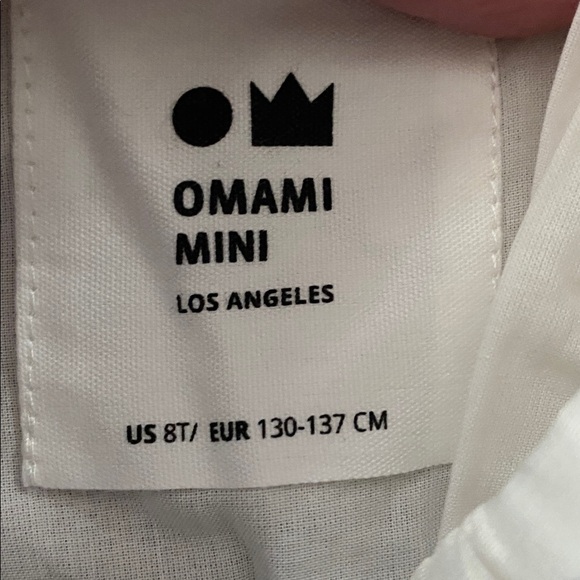 OMAMI
MINI
LOS ANGELES
US 8T/ EUR 130-137 CM